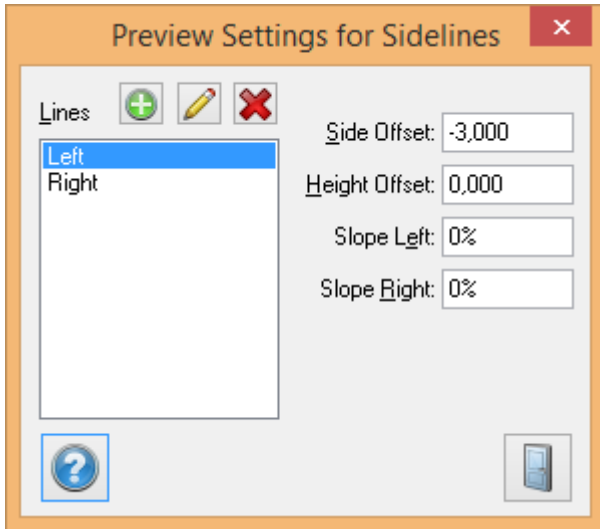 Preview Settings for Sidelines
Lines
Left
Right
Side Offset: -3,000
Height Offset: 0,000
Slope Left: 0%
Slope Right: 0%